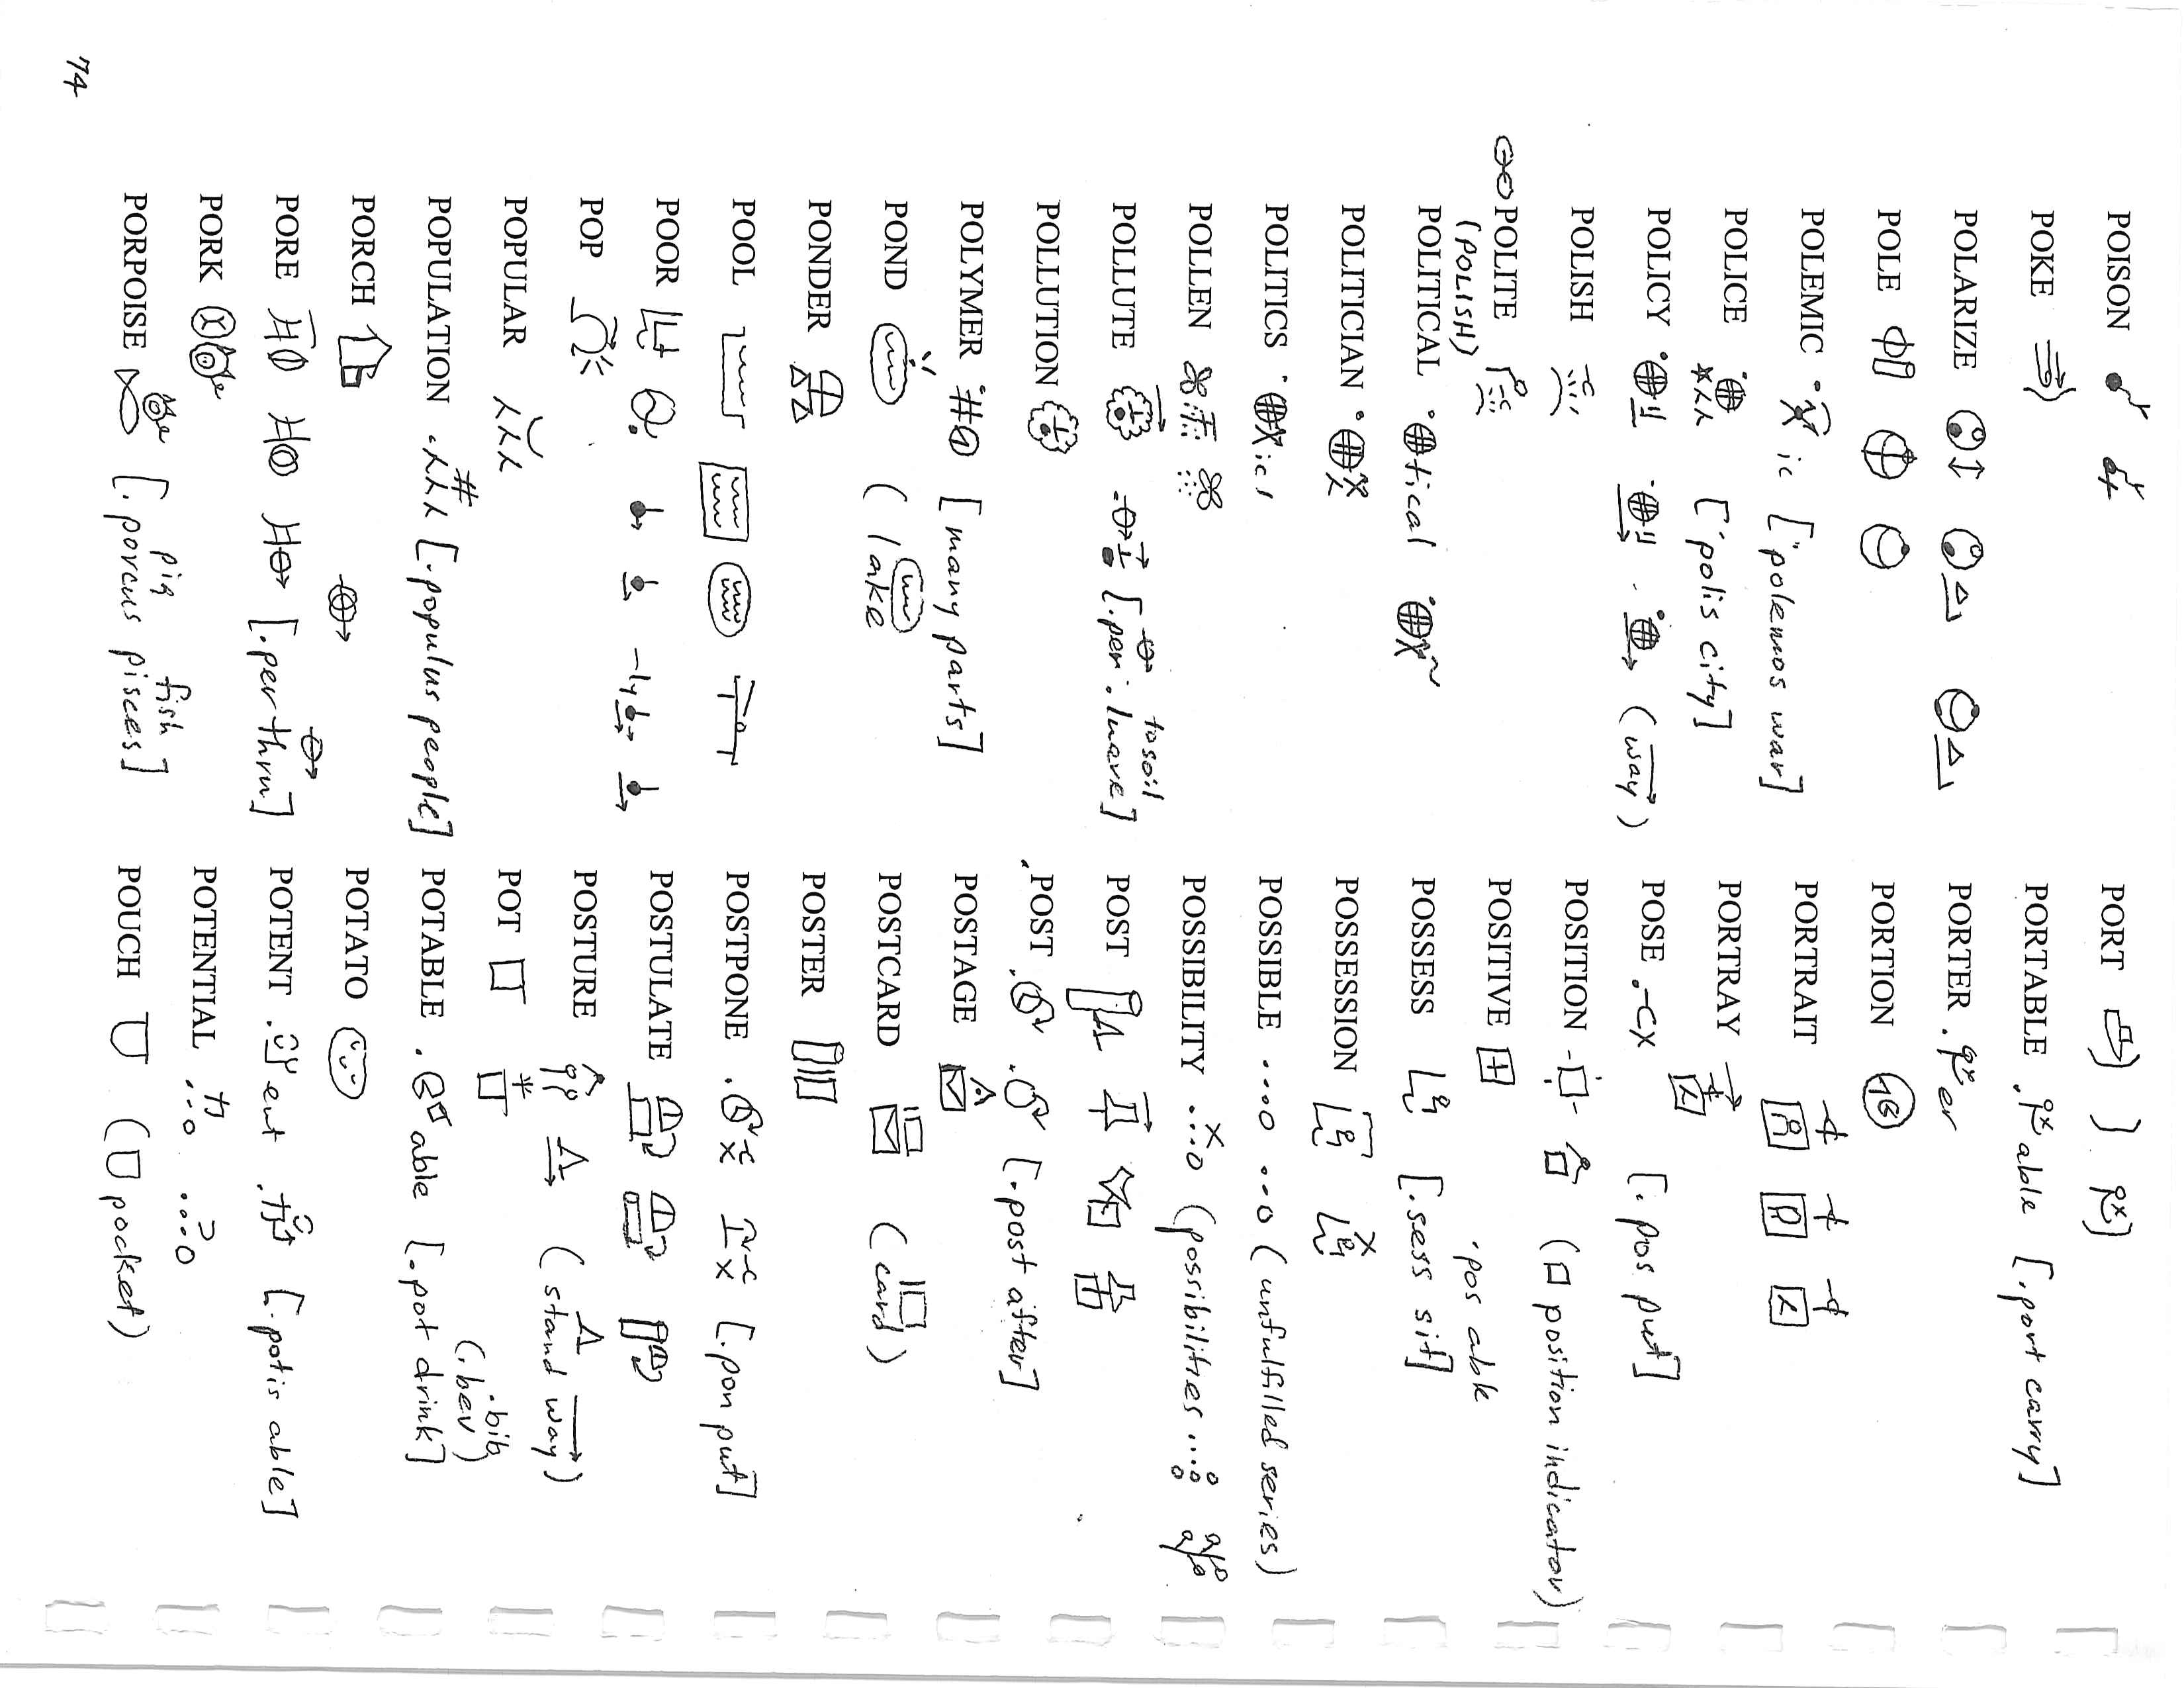 POISON
POKE
POLARIZE
POLE
POLEMIC ic ["polemos war]
POLICE ["polis city]
POLICY (way)
POLISH
POLITE
(POLISH)
POLITICAL tical
POLITICIAN
POLITICS ics
POLLEN
POLLUTE [.per .luare] to soil
POLLUTION
POLYMER # [many parts]
POND (lake
PONDER
POOL
POOR -ly
POP
POPULAR
POPULATION # [.populus people]
PORCH
PORE [.per thru]
PORK
PORPOISE [.porcus pisces] pig fish
PORT
PORTABLE able [.port carry]
PORTER er
PORTION
PORTRAIT
PORTRAY
POSE [.pos put]
POSITION (position indicator)
POSITIVE
POSSESS [.sess sit] .pos able
POSSESSION
POSSIBLE (unfulfilled series)
POSSIBILITY (possibilities
POST
.POST [.post after]
POSTAGE
POSTCARD (card)
POSTER
POSTPONE [.pon put]
POSTULATE
POSTURE (stand way)
POT
POTABLE able [.pot drink] (.bev) .bib
POTATO
POTENT ent [.potis able]
POTENTIAL
POUCH (pocket)
74